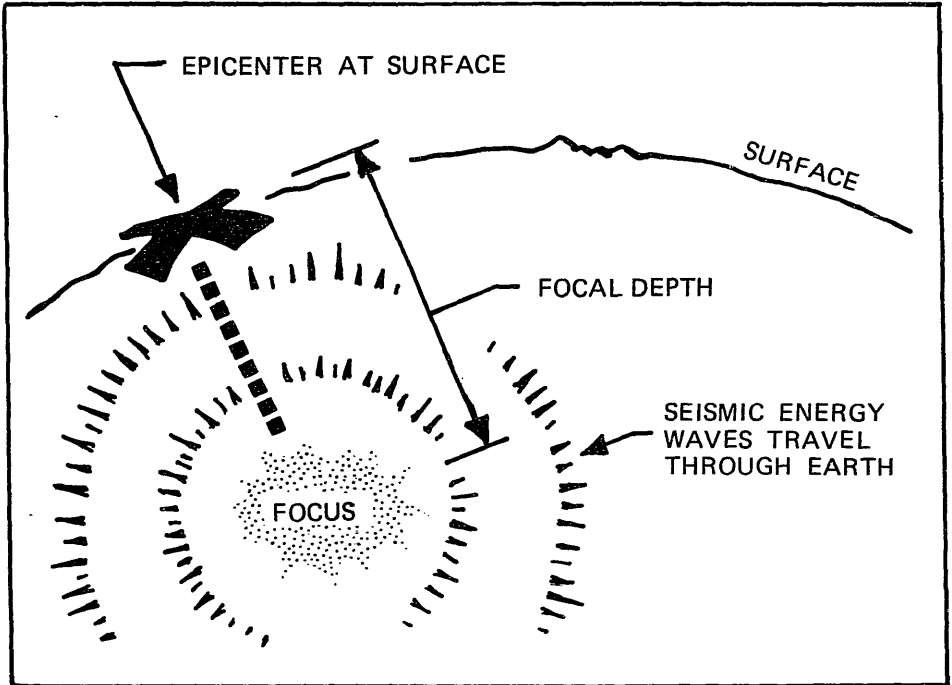 EPICENTER AT SURFACE
SURFACE
FOCAL DEPTH
SEISMIC ENERGY
WAVES TRAVEL
THROUGH EARTH
FOCUS